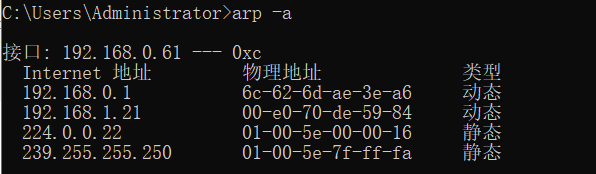 C:\Users\Administrator>arp -a
接口: 192.168.0.61 --- 0xc
Internet 地址 物理地址 类型
192.168.0.1 6c-62-6d-ae-3e-a6 动态
192.168.1.21 00-e0-70-de-59-84 动态
224.0.0.22 01-00-5e-00-00-16 静态
239.255.255.250 01-00-5e-7f-ff-fa 静态